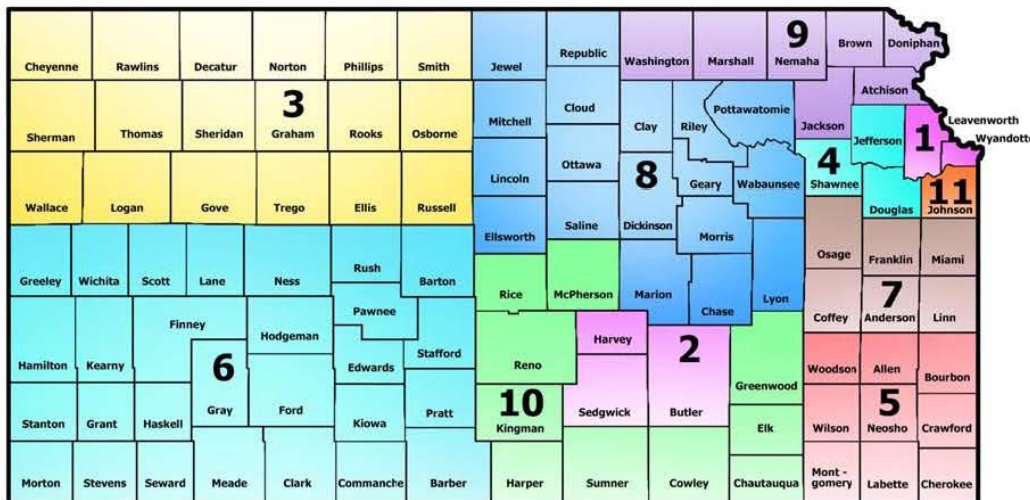 Cheyenne Rawlins Decatur Norton Phillips Smith Jewel Republic Washington Marshall 9 Nemaha Brown Doniphan
Sherman Thomas Sheridan 3 Graham Rooks Osborne Mitchell Cloud Clay Riley Pottawatomie Jackson Atchison
Jefferson 1 Leavenworth
Wyandotte
Wallace Logan Gove Trego Ellis Russell Lincoln Ottawa 8 Dickinson Geary Wabaunsee 4 Shawnee Douglas 11 Johnson
Ellsworth Saline Morris
Greeley Wichita Scott Lane Ness Rush Barton Rice McPherson Marion Chase Lyon Osage Franklin Miami
Hamilton Kearny Finney Hodgeman Pawnee Edwards Stafford Reno Harvey 2 Butler Greenwood Coffey 7 Anderson Linn
Stanton Grant Haskell 6 Gray Ford Kiowa Pratt 10 Kingman Sedgwick Elk Woodson Allen Bourbon
Wilson 5 Neosho Crawford
Morton Stevens Seward Meade Clark Commanche Barber Harper Sumner Cowley Chautauqua Mont -
gomery Labette Cherokee